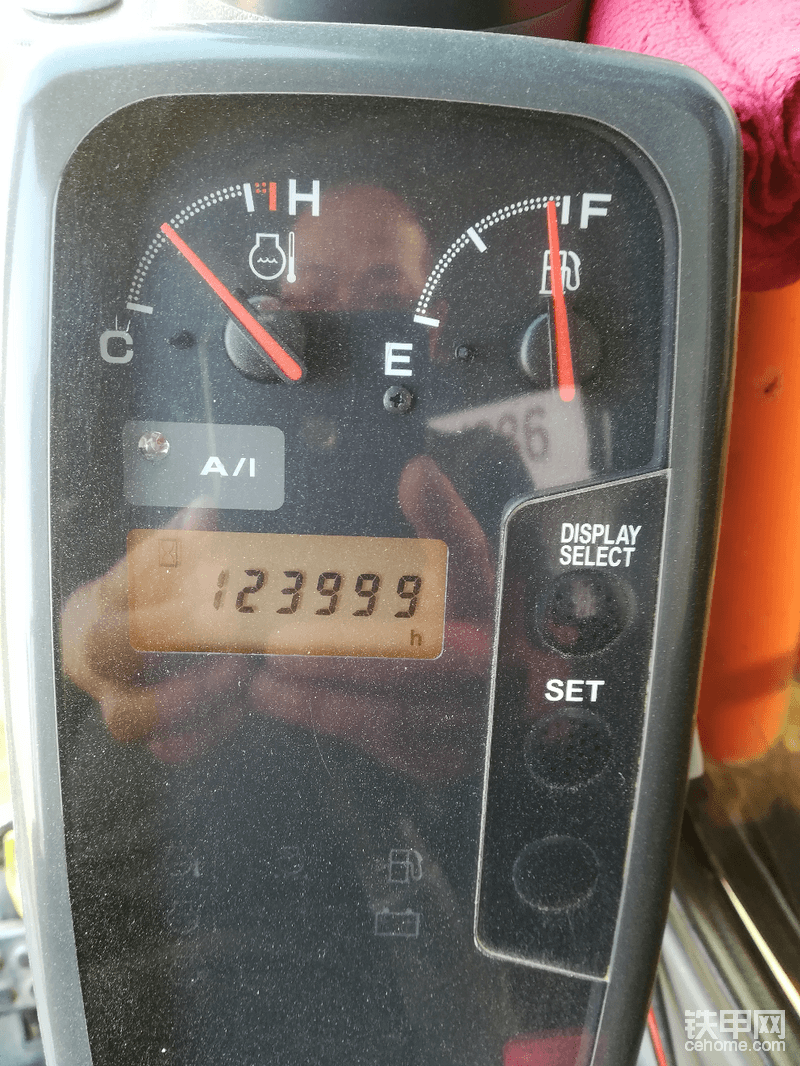 H
F
C
E
A/I
DISPLAY
SELECT
123999
h
SET
铁甲网
cehome.com